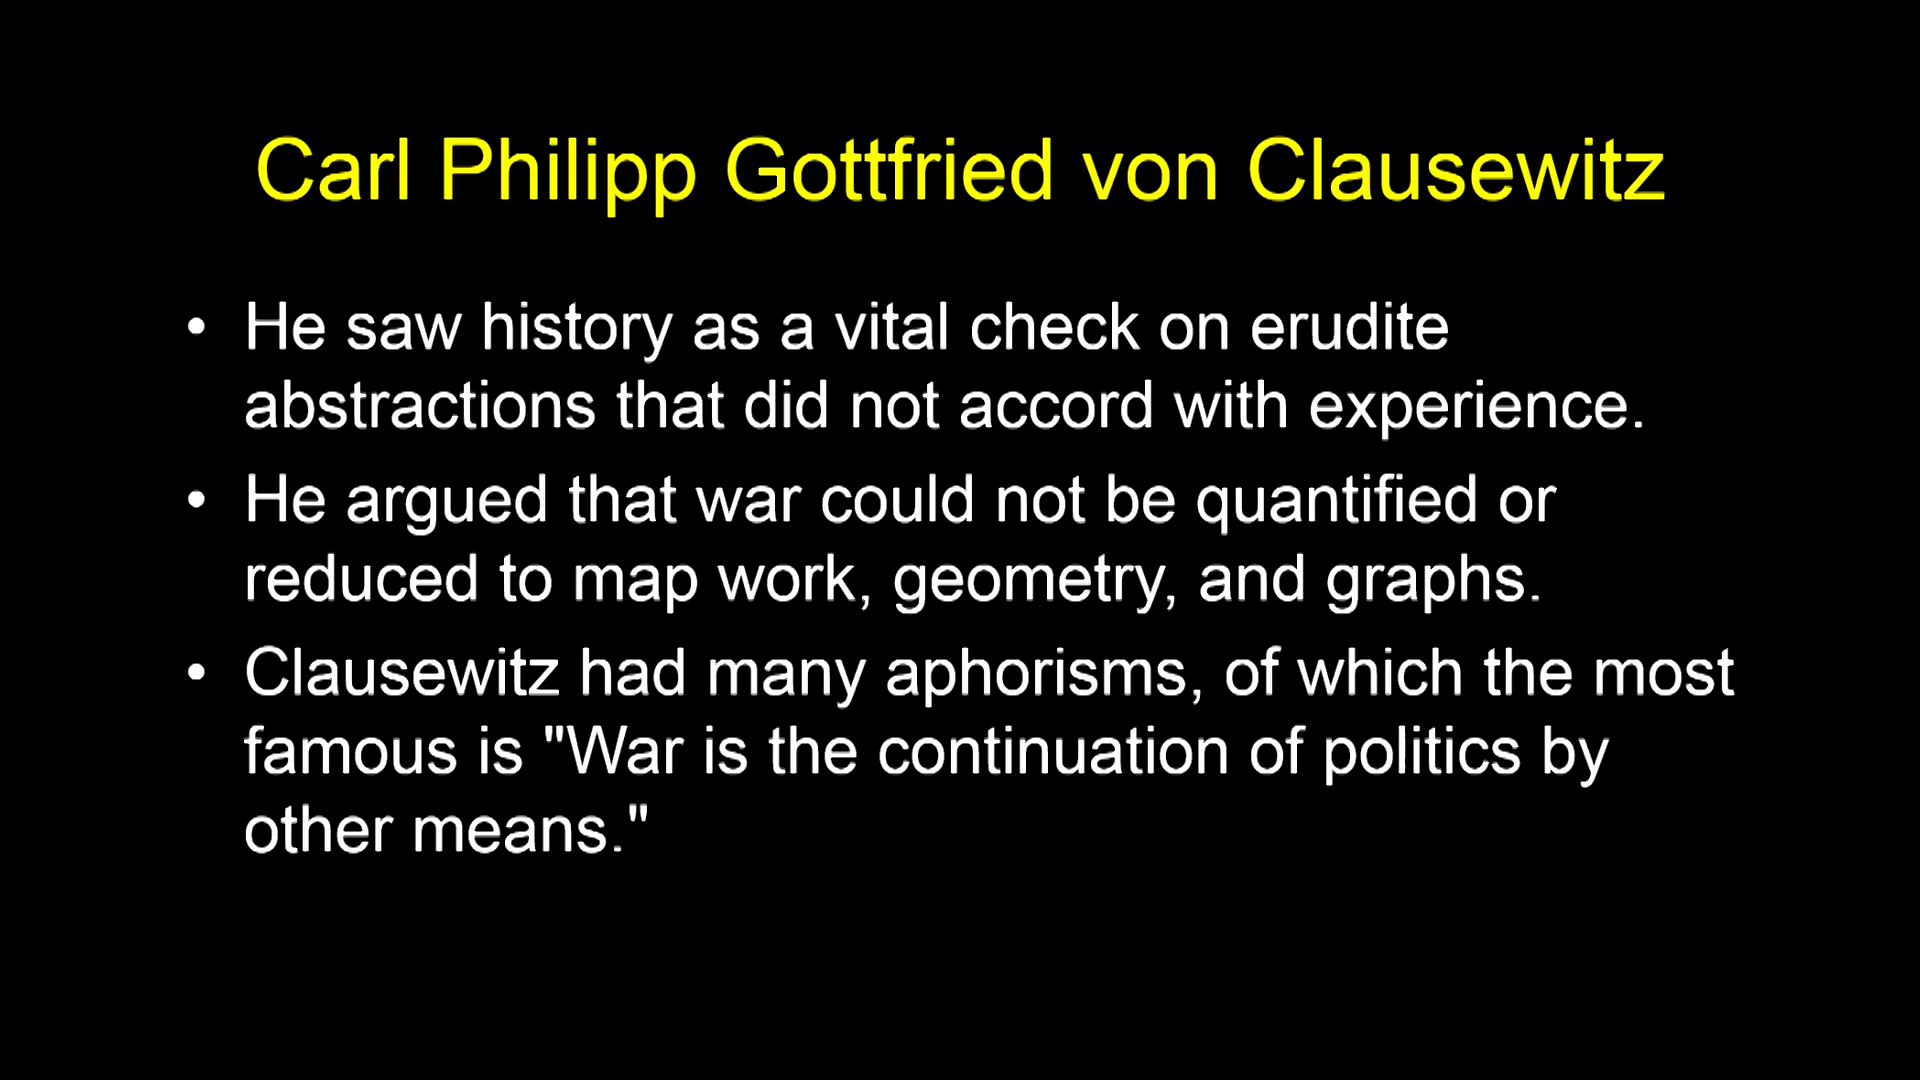 Carl Philipp Gottfried von Clausewitz
• He saw history as a vital check on erudite
abstractions that did not accord with experience.
• He argued that war could not be quantified or
reduced to map work, geometry, and graphs.
• Clausewitz had many aphorisms, of which the most
famous is "War is the continuation of politics by
other means."